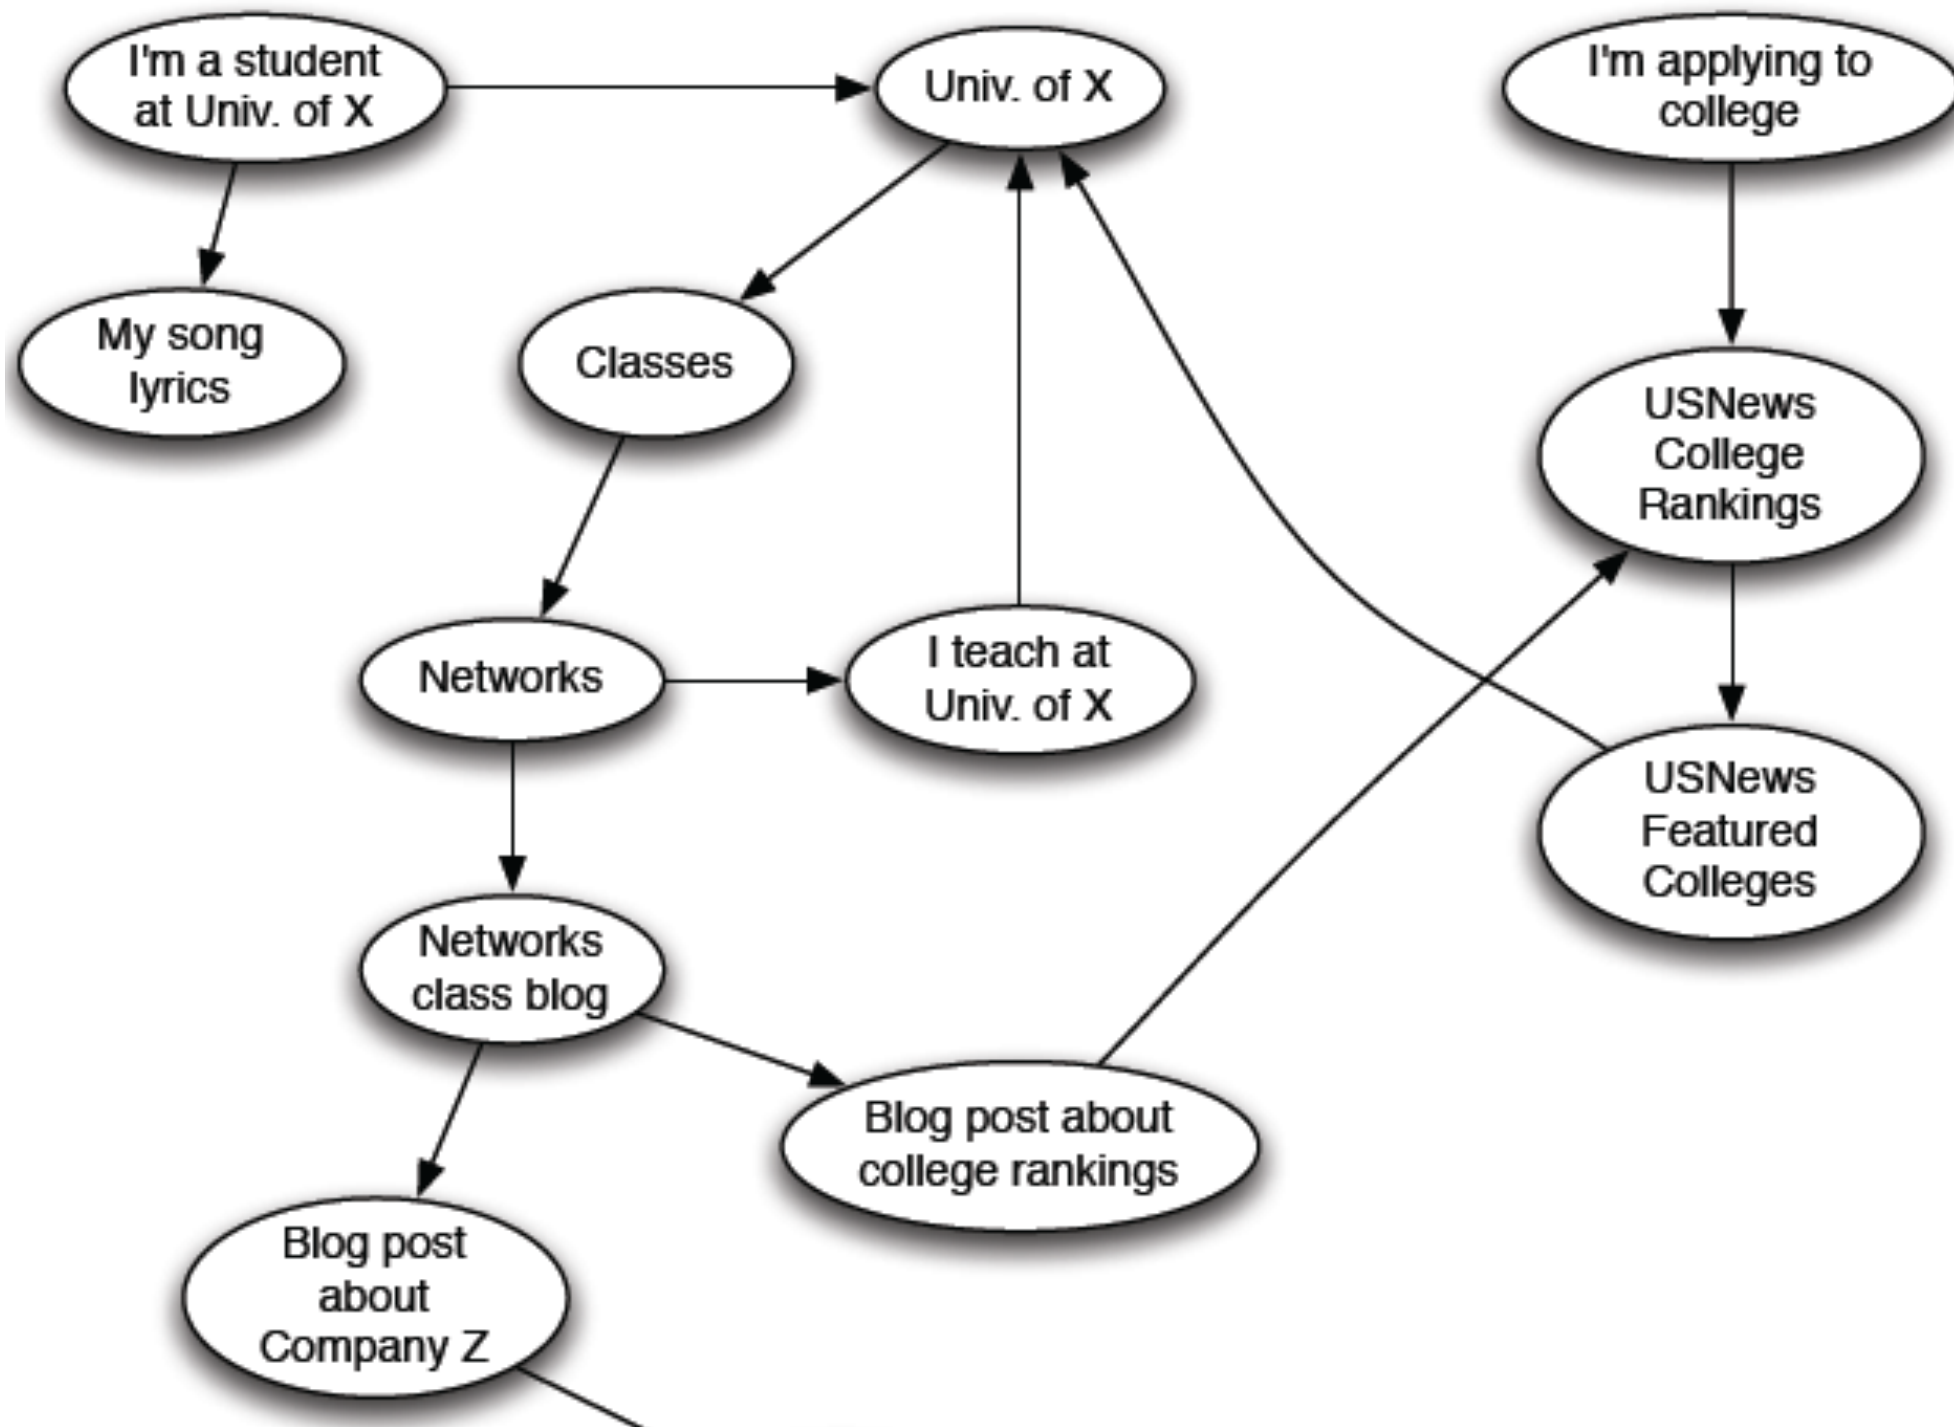 I'm a student
at Univ. of X
Univ. of X
I'm applying to
college
My song
lyrics
Classes
USNews
College
Rankings
Networks
I teach at
Univ. of X
USNews
Featured
Colleges
Networks
class blog
Blog post about
college rankings
Blog post
about
Company Z